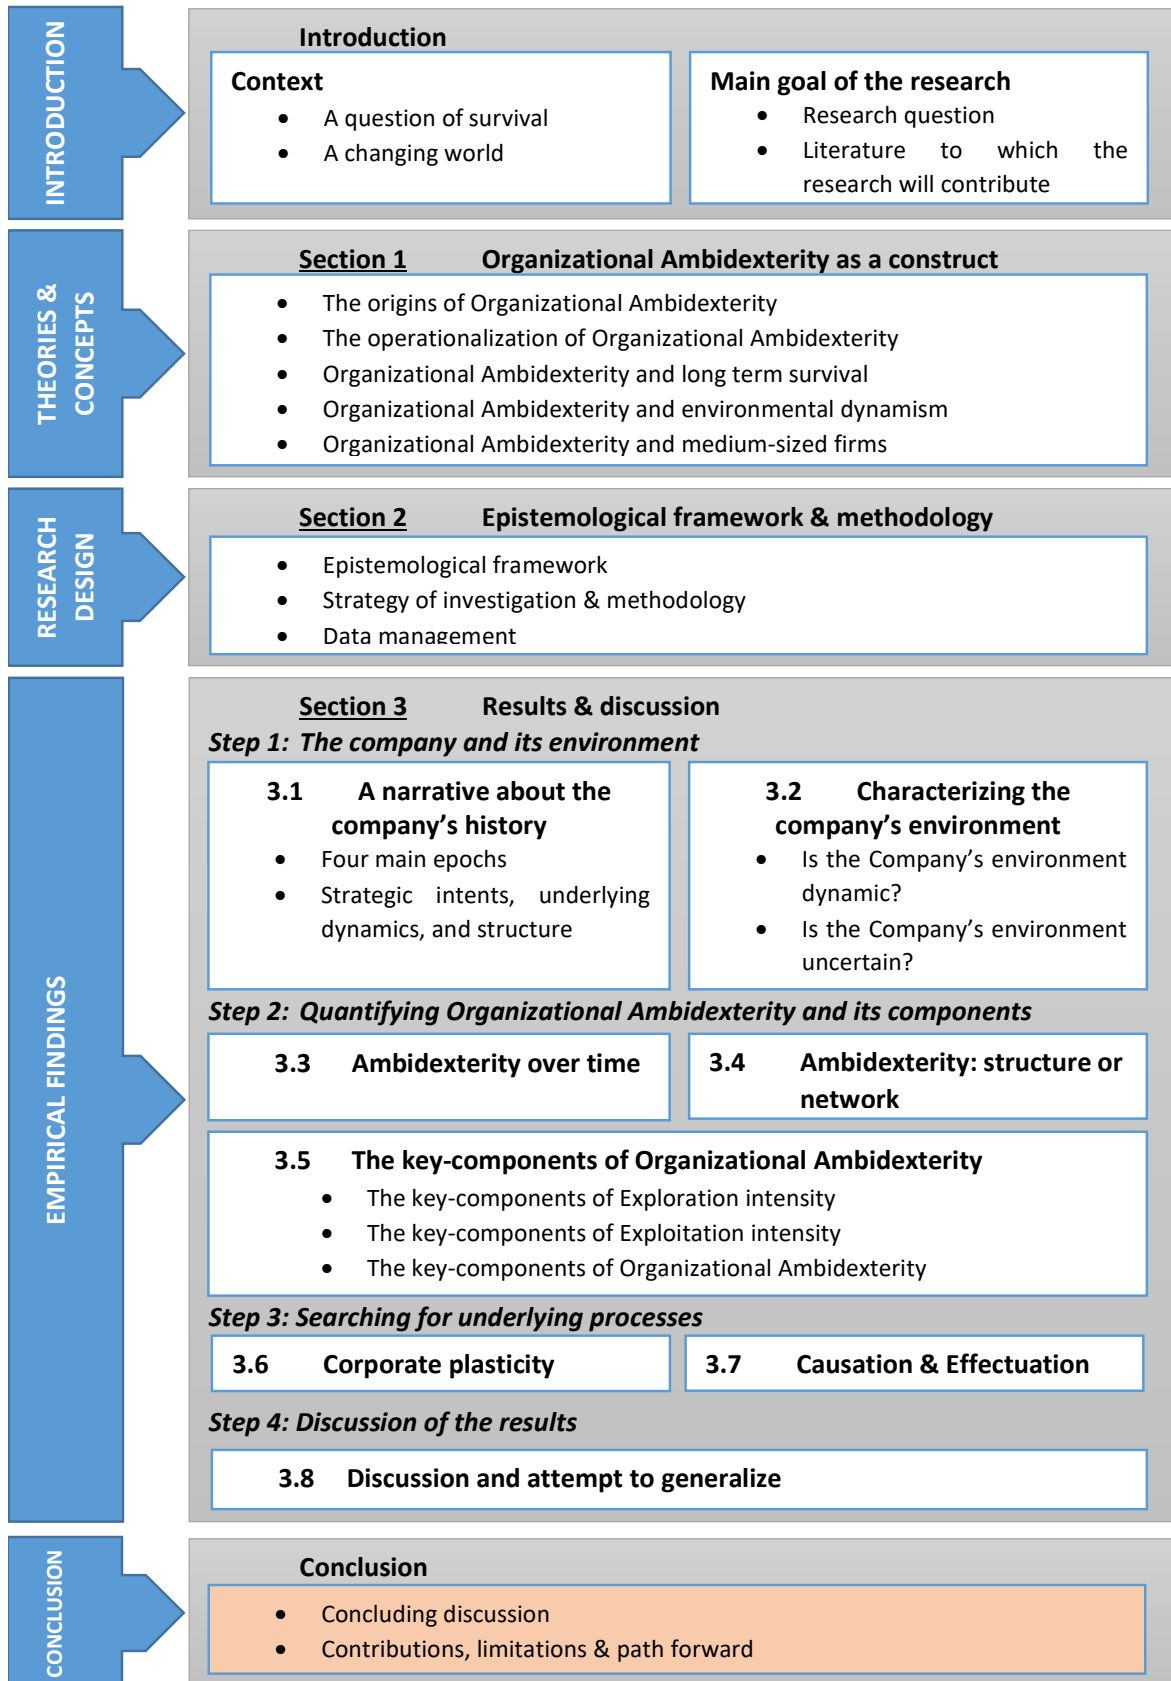 INTRODUCTION
Introduction
Context
• A question of survival
• A changing world
Main goal of the research
• Research question
• Literature to which the
research will contribute
THEORIES &
CONCEPTS
Section 1 Organizational Ambidexterity as a construct
• The origins of Organizational Ambidexterity
• The operationalization of Organizational Ambidexterity
• Organizational Ambidexterity and long term survival
• Organizational Ambidexterity and environmental dynamism
• Organizational Ambidexterity and medium-sized firms
RESEARCH
DESIGN
Section 2 Epistemological framework & methodology
• Epistemological framework
• Strategy of investigation & methodology
• Data management
EMPIRICAL FINDINGS
Section 3 Results & discussion
Step 1: The company and its environment
3.1 A narrative about the
company’s history
• Four main epochs
• Strategic intents, underlying
dynamics, and structure
3.2 Characterizing the
company’s environment
• Is the Company’s environment
dynamic?
• Is the Company’s environment
uncertain?
Step 2: Quantifying Organizational Ambidexterity and its components
3.3 Ambidexterity over time
3.4 Ambidexterity: structure or
network
3.5 The key-components of Organizational Ambidexterity
• The key-components of Exploration intensity
• The key-components of Exploitation intensity
• The key-components of Organizational Ambidexterity
Step 3: Searching for underlying processes
3.6 Corporate plasticity
3.7 Causation & Effectuation
Step 4: Discussion of the results
3.8 Discussion and attempt to generalize
CONCLUSION
Conclusion
• Concluding discussion
• Contributions, limitations & path forward